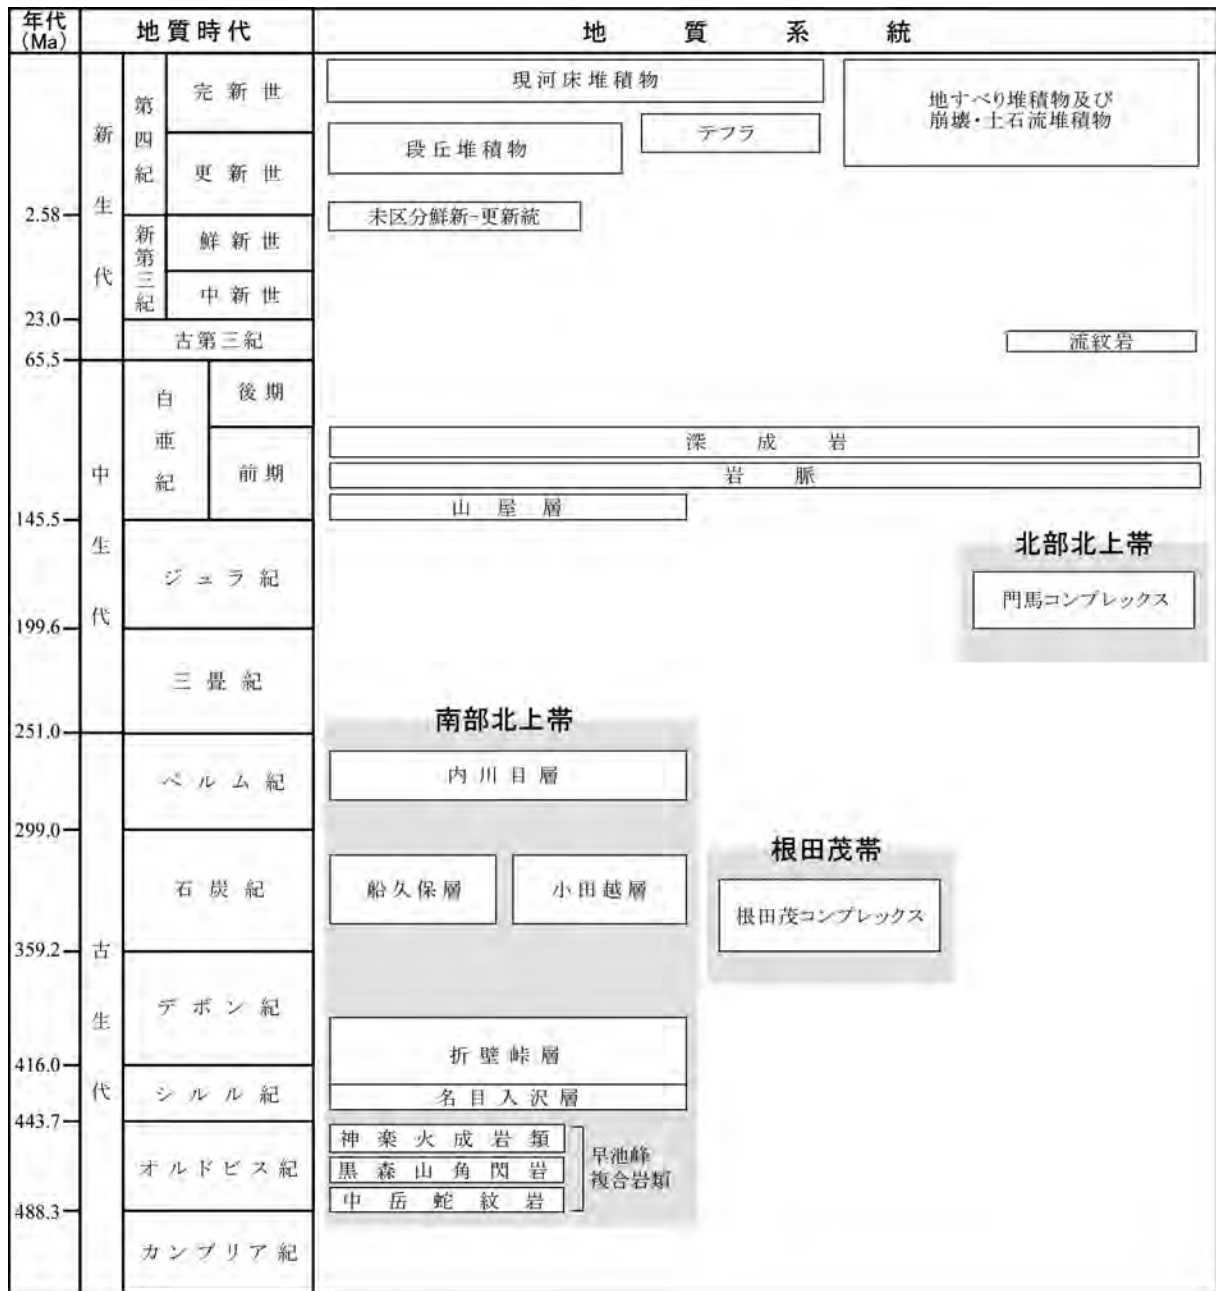 年代
(Ma)
地質時代
地質系統
新生代
第四紀
完新世
更新世
2.58
新第三紀
鮮新世
中新世
23.0
古第三紀
65.5
中生代
白亜紀
後期
前期
145.5
ジュラ紀
199.6
三畳紀
251.0
古生代
ペルム紀
299.0
石炭紀
359.2
デボン紀
416.0
シルル紀
443.7
オルドビス紀
488.3
カンブリア紀
現河床堆積物
地すべり堆積物及び
崩壊・土石流堆積物
テフラ
段丘堆積物
未区分鮮新-更新統
流紋岩
深成岩
岩脈
山屋層
北部北上帯
門馬コンプレックス
南部北上帯
内川目層
船久保層
小田越層
根田茂帯
根田茂コンプレックス
折壁峠層
名目入沢層
神楽火成岩類
黒森山角閃岩
中岳蛇紋岩
早池峰
複合岩類